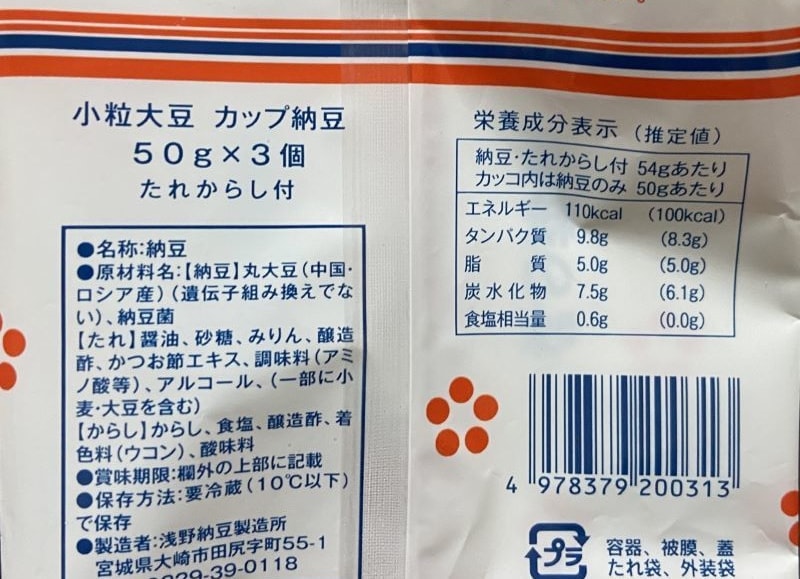 小粒大豆 カップ納豆
50g×3個
たれからし付
●名称:納豆
●原材料名:【納豆】丸大豆(中国・
ロシア産)(遺伝子組み換えでな
い)、納豆菌
【たれ】醤油、砂糖、みりん、醸造
酢、かつお節エキス、調味料(アミ
ノ酸等)、アルコール、(一部に小
麦・大豆を含む)
【からし】からし、食塩、醸造酢、着
色料(ウコン)、酸味料
●賞味期限:欄外の上部に記載
●保存方法:要冷蔵(10℃以下)
で保存
●製造者:浅野納豆製造所
宮城県大崎市田尻字町55-1
39-0118
栄養成分表示(推定値)
納豆・たれからし付 54gあたり
カッコ内は納豆のみ 50gあたり
エネルギー 110kcal (100kcal)
タンパク質 9.8g (8.3g)
脂質 5.0g (5.0g)
炭水化物 7.5g (6.1g)
食塩相当量 0.6g (0.0g)
4 978379 200313
プラ
容器、被膜、蓋
たれ袋、外装袋